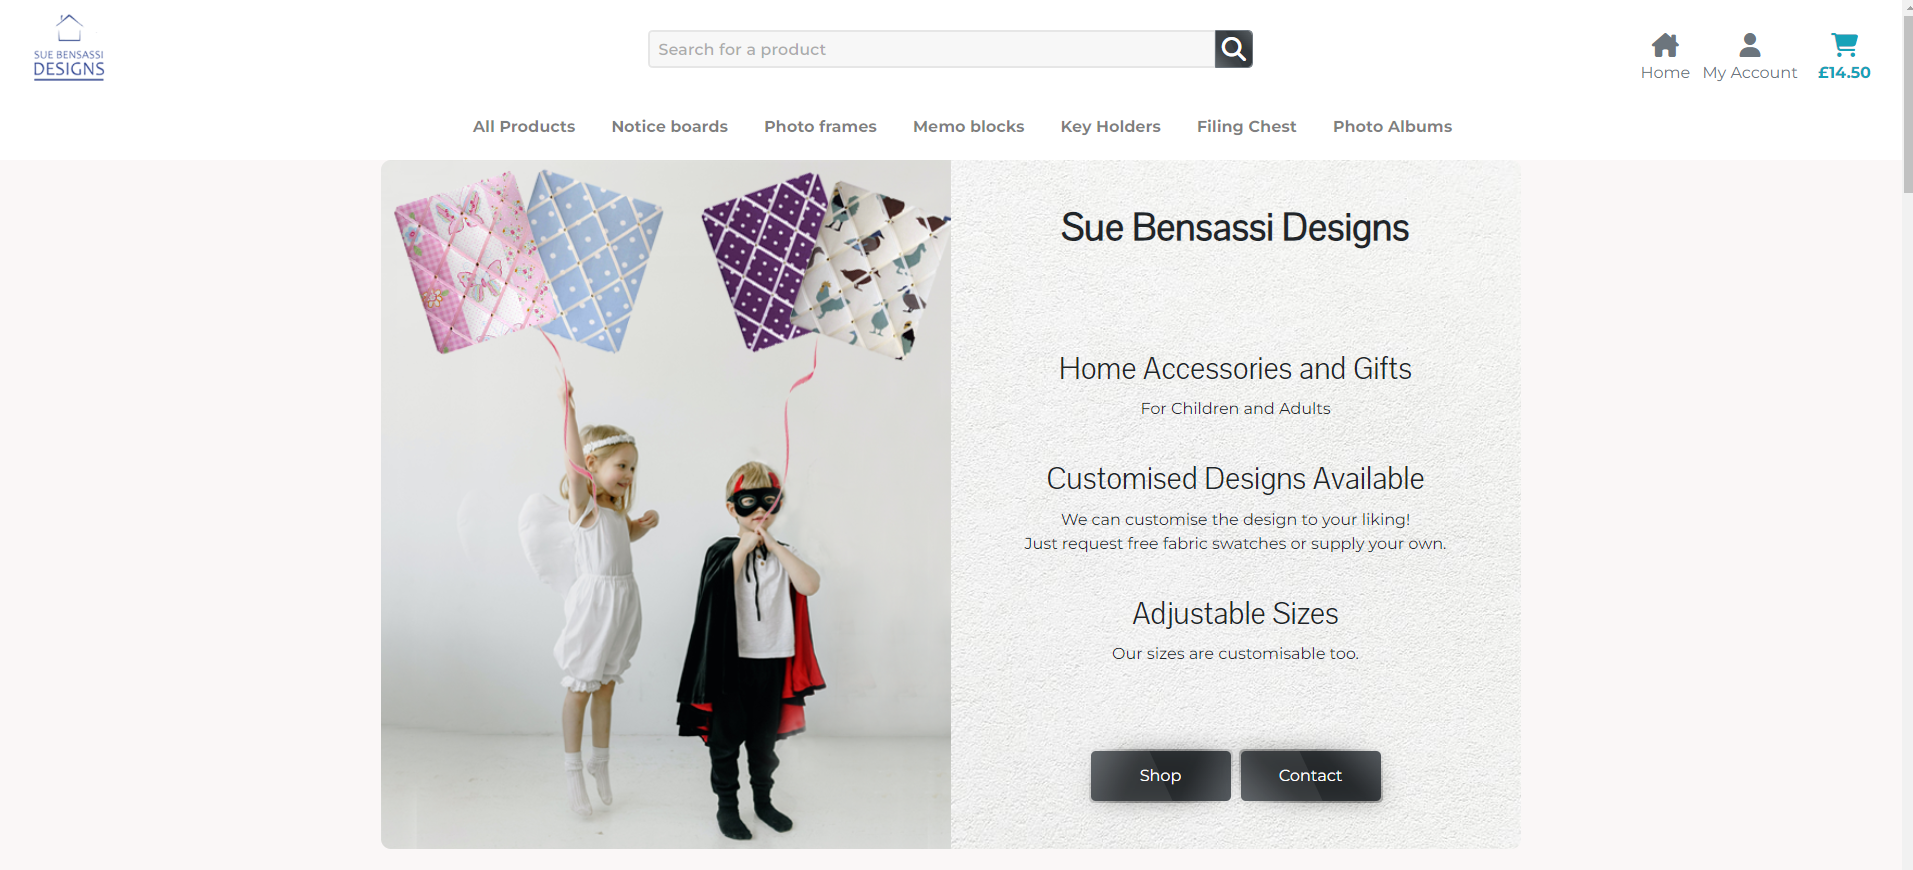 SUE BENSASSI
DESIGNS
Search for a product
Home
My Account
£14.50
All Products
Notice boards
Photo frames
Memo blocks
Key Holders
Filing Chest
Photo Albums
Sue Bensassi Designs
Home Accessories and Gifts
For Children and Adults
Customised Designs Available
We can customise the design to your liking!
Just request free fabric swatches or supply your own.
Adjustable Sizes
Our sizes are customisable too.
Shop
Contact